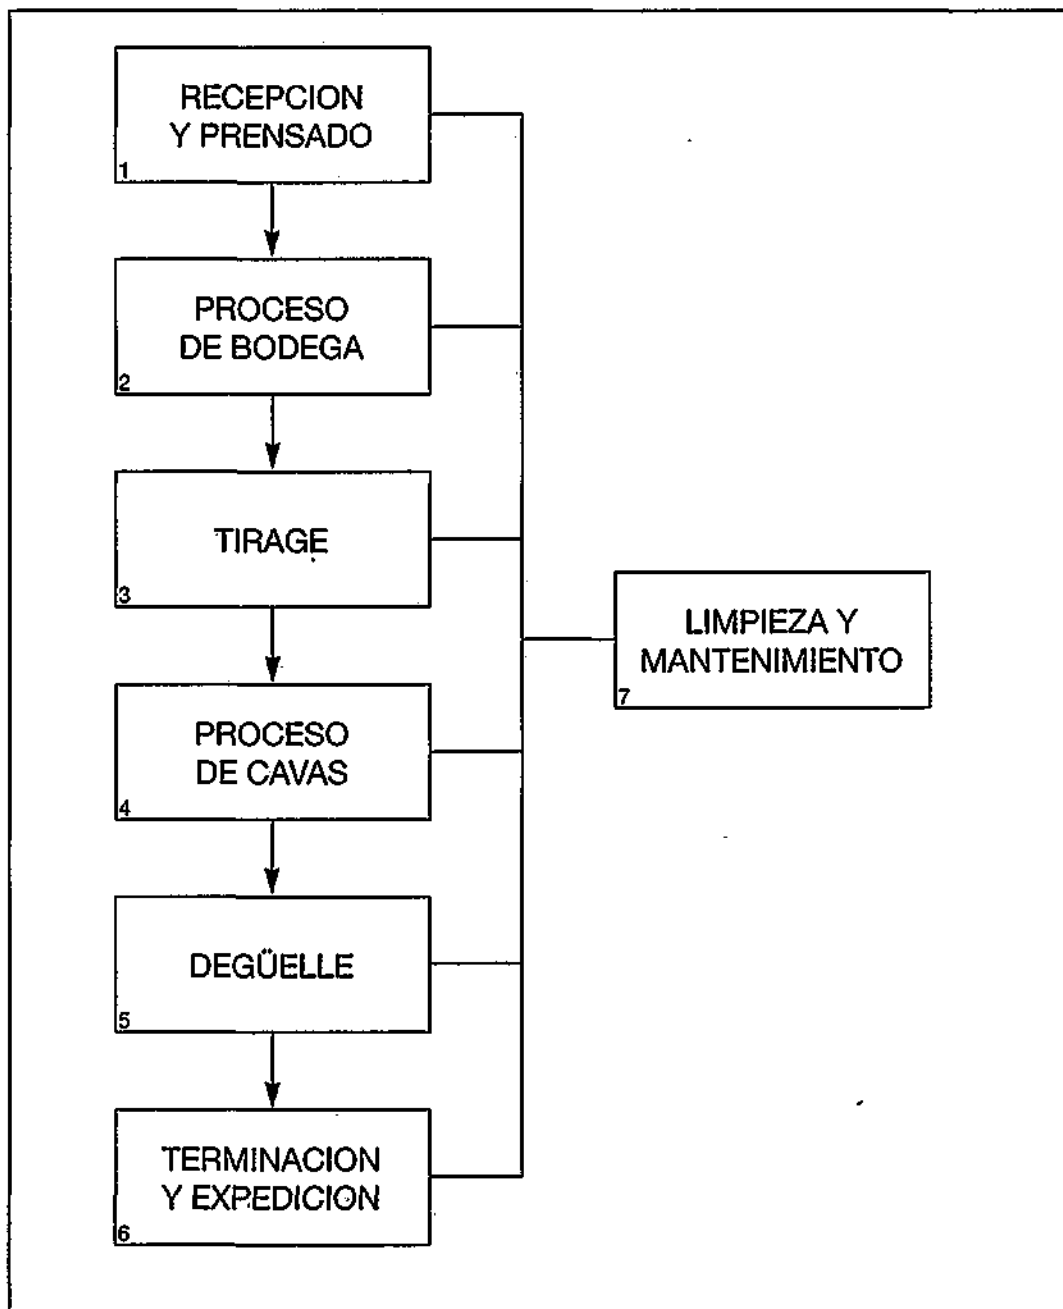 RECEPCION
Y PRENSADO
1
PROCESO
DE BODEGA
2
TIRAGE
3
PROCESO
DE CAVAS
4
DEGÜELLE
5
TERMINACION
Y EXPEDICION
6
LIMPIEZA Y
MANTENIMIENTO
7